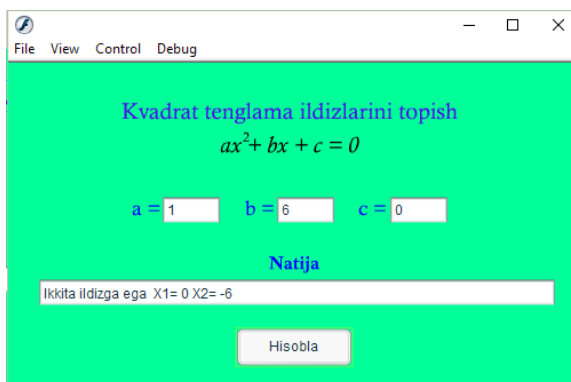 File View Control Debug
Kvadrat tenglama ildizlarini topish
ax²+ bx + c = 0
a = 1 b = 6 c = 0
Natija
Ikkita ildizga ega X1= 0 X2= -6
Hisobla